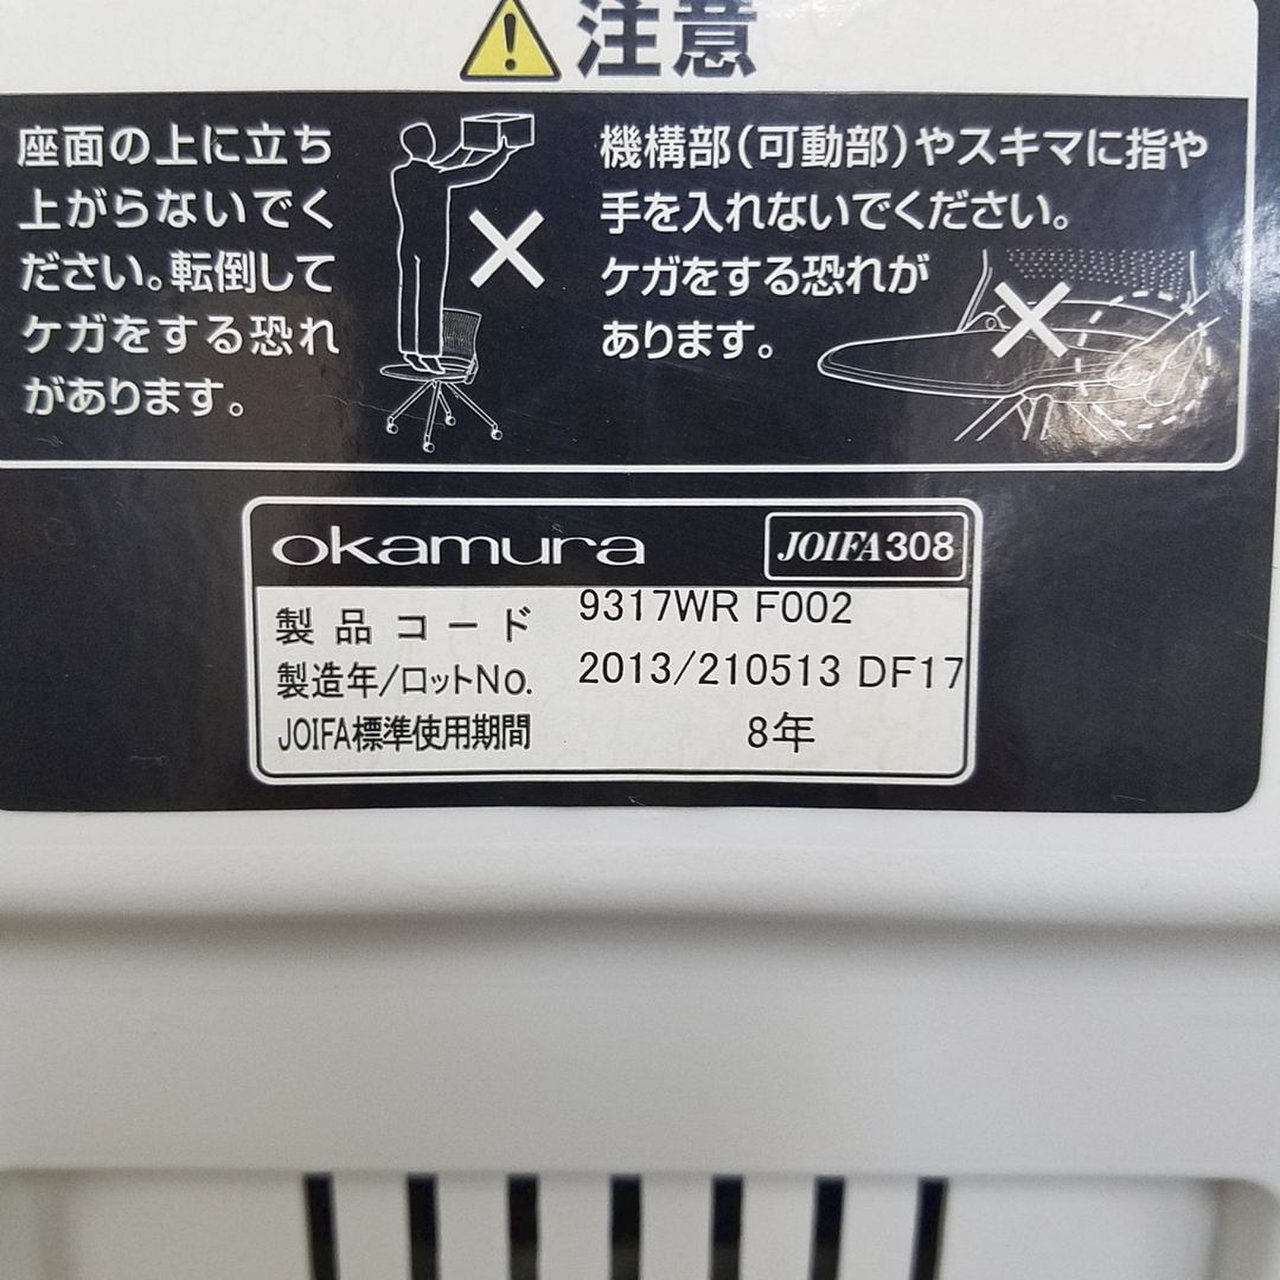 注意
座面の上に立ち
上がらないでく
ださい。転倒して
ケガをする恐れ
があります。
機構部(可動部)やスキマに指や
手を入れないでください。
ケガをする恐れが
あります。
okamura
JOIFA308
製品コード 9317WR F002
製造年/ロットNo. 2013/210513 DF17
JOIFA標準使用期間 8年